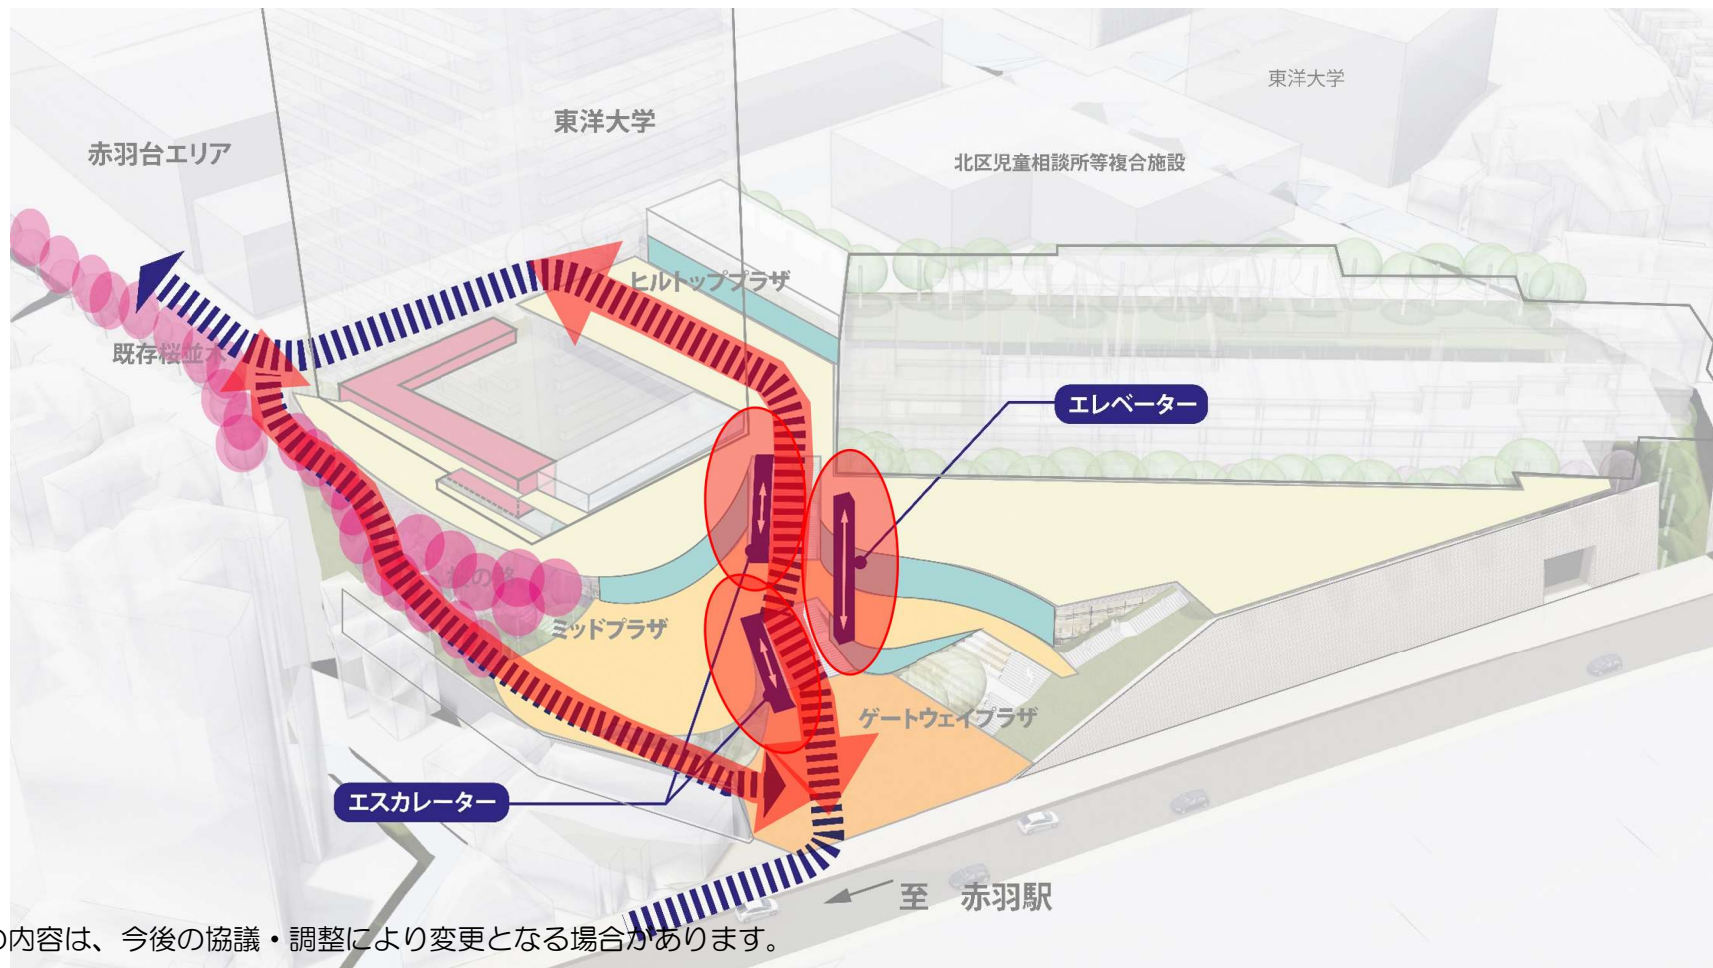 東洋大学
東洋大学
赤羽台エリア
北区児童相談所等複合施設
ヒルトッププラザ
既存桜並木
エレベーター
ミッドプラザ
ゲートウェイプラザ
エスカレーター
至 赤羽駅
の内容は、今後の協議・調整により変更となる場合があります。